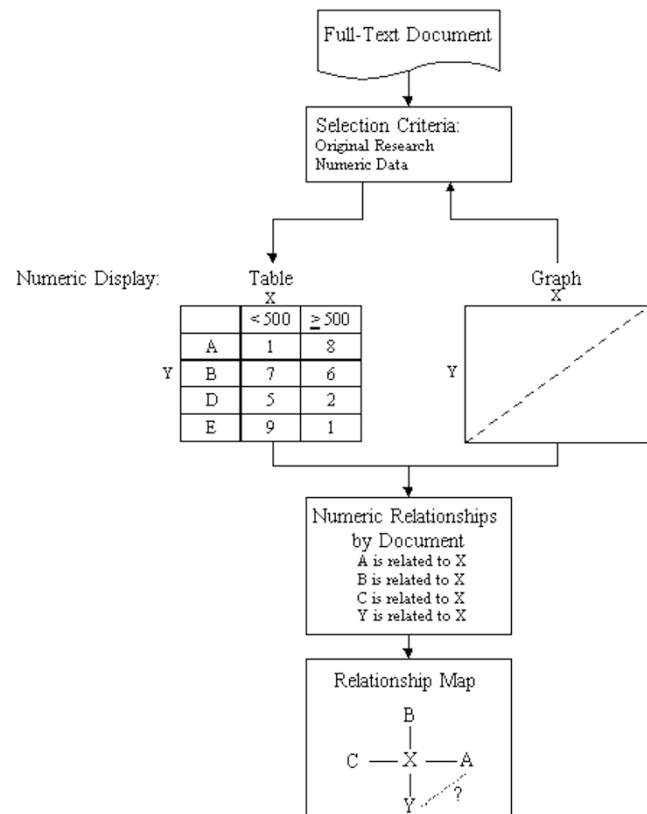 Full-Text Document
Selection Criteria:
Original Research
Numeric Data
Numeric Display:
Table
X
Graph
X
<500 ≥500
A 1 8
Y
B 7 6
D 5 2
E 9 1
Y
Numeric Relationships
by Document
A is related to X
B is related to X
C is related to X
Y is related to X
Relationship Map
B
C X A
Y ?